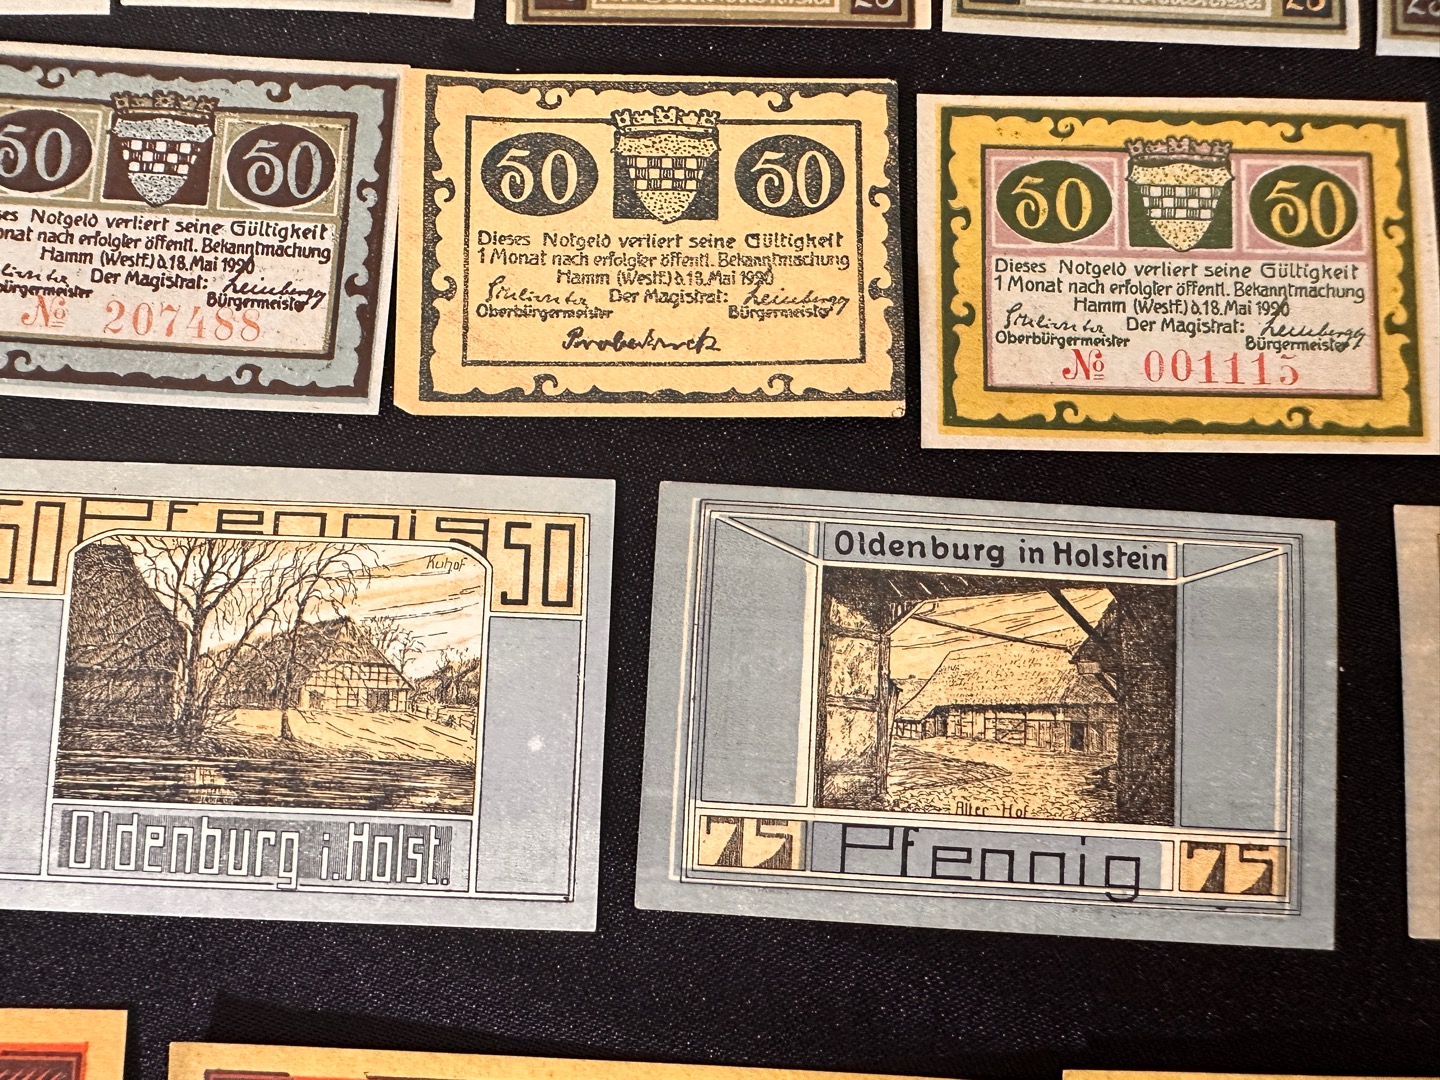 25
25
50 50
Notgeld verliert seine Gültigkeit
nach erfolgter öffentl. Bekanntmachung
Hamm (Westf.) d.18. Mai 1920
Der Magistrat:
Bürgermeister
№ 207488
50 50
Dieses Notgeld verliert seine Gültigkeit
1 Monat nach erfolgter öffentl. Bekanntmachung
Hamm (Westf.) d.18. Mai 1920
Der Magistrat:
Oberbürgermeister Bürgermeister
Probedruck
50 50
Dieses Notgeld verliert seine Gültigkeit
1 Monat nach erfolgter öffentl. Bekanntmachung
Hamm (Westf.) d.18. Mai 1920
Der Magistrat:
Oberbürgermeister Bürgermeister
№ 001115
50 Pfennig 50
Kuhof
Oldenburg i. Holst.
Oldenburg in Holstein
Alter Hof
75 Pfennig 75